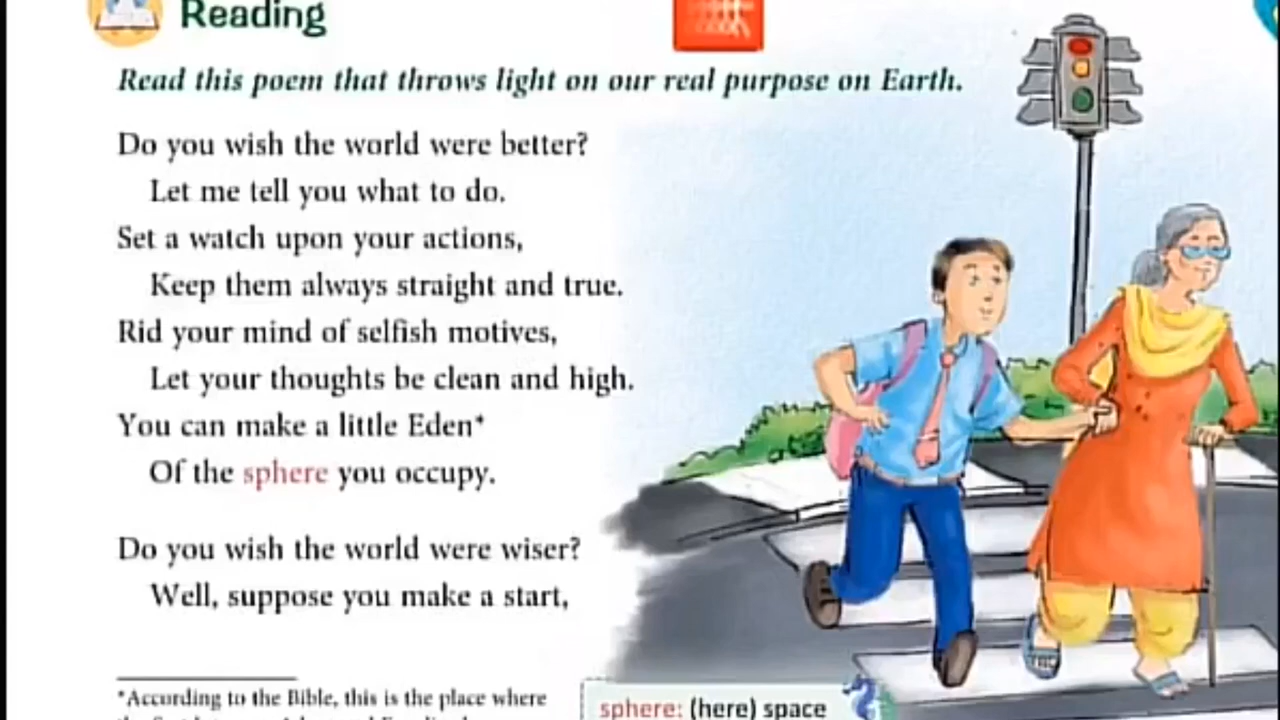 Reading
Read this poem that throws light on our real purpose on Earth.
Do you wish the world were better?
Let me tell you what to do.
Set a watch upon your actions,
Keep them always straight and true.
Rid your mind of selfish motives,
Let your thoughts be clean and high.
You can make a little Eden*
Of the sphere you occupy.
Do you wish the world were wiser?
Well, suppose you make a start,
*According to the Bible, this is the place where
sphere: (here) space